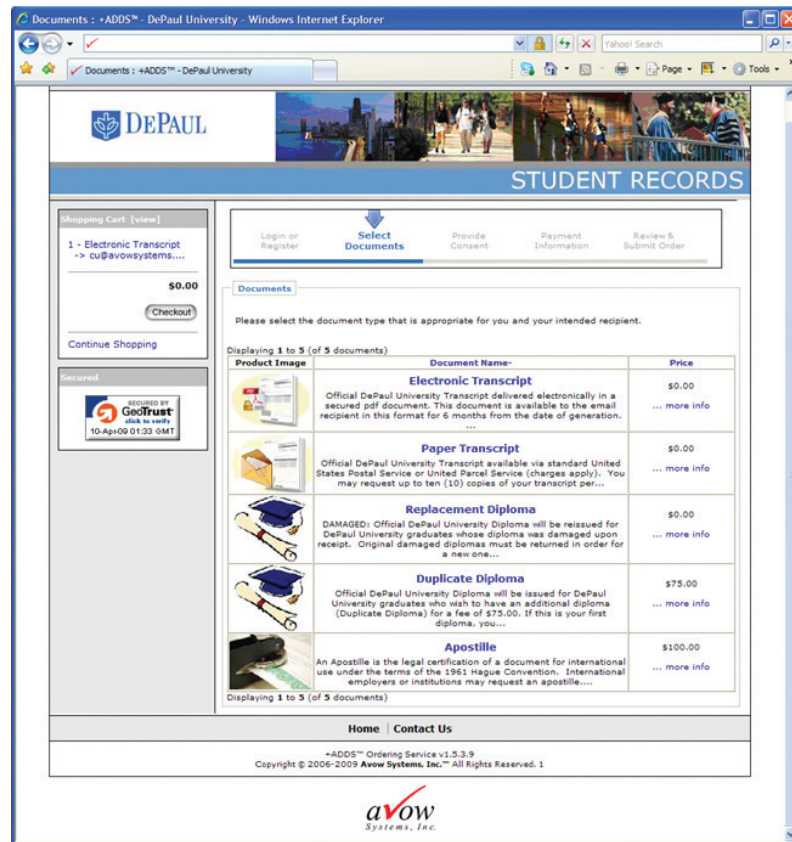 Documents : +ADDS™ - DePaul University - Windows Internet Explorer
Yahoo! Search
Documents : +ADDS™ - DePaul University
Page
Tools
DEPAUL
STUDENT RECORDS
Shopping Cart [view]
1 - Electronic Transcript
-> cu@avowsystems....
$0.00
Checkout
Continue Shopping
Secured
SECURED BY
GeoTrust
click to verify
10-Apr-09 01:33 GMT
Login or
Register
Select
Documents
Provide
Consent
Payment
Information
Review &
Submit Order
Documents
Please select the document type that is appropriate for you and your intended recipient.
Displaying 1 to 5 (of 5 documents)
Product Image Document Name- Price
PDF
Electronic Transcript
Official DePaul University Transcript delivered electronically in a
secured pdf document. This document is available to the email
recipient in this format for 6 months from the date of generation.
...
$0.00
... more info
Paper Transcript
Official DePaul University Transcript available via standard United
States Postal Service or United Parcel Service (charges apply). You
may request up to ten (10) copies of your transcript per...
$0.00
... more info
Replacement Diploma
DAMAGED: Official DePaul University Diploma will be reissued for
DePaul University graduates whose diploma was damaged upon
receipt. Original damaged diplomas must be returned in order for
a new one...
$0.00
... more info
Duplicate Diploma
Official DePaul University Diploma will be issued for DePaul
University graduates who wish to have an additional diploma
(Duplicate Diploma) for a fee of $75.00. If this is your first
diploma, you...
$75.00
... more info
Apostille
An Apostille is the legal certification of a document for international
use under the terms of the 1961 Hague Convention. International
employers or institutions may request an apostille....
$100.00
... more info
Displaying 1 to 5 (of 5 documents)
Home | Contact Us
+ADDS™ Ordering Service v1.5.3.9
Copyright © 2006-2009 Avow Systems, Inc.™ All Rights Reserved. 1
avow
Systems, Inc.